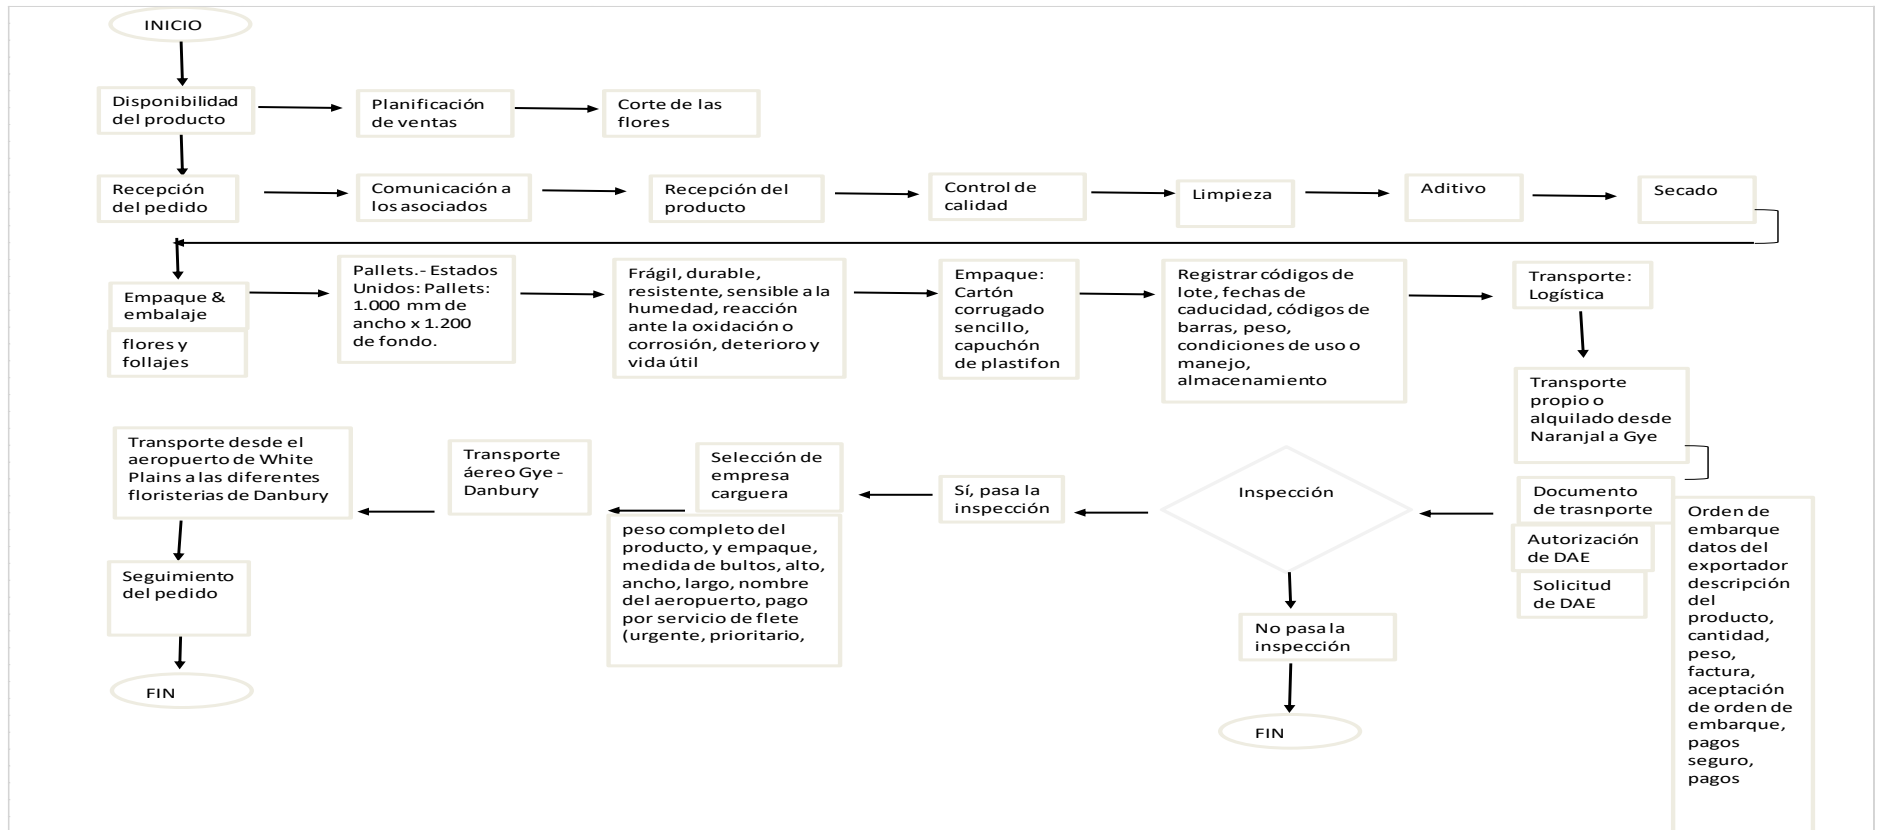 INICIO
Disponibilidad
del producto
Planificación
de ventas
Corte de las
flores
Recepción
del pedido
Comunicación a
los asociados
Recepción del
producto
Control de
calidad
Limpieza
Aditivo
Secado
Empaque &
embalaje
flores y
follajes
Pallets.- Estados
Unidos: Pallets:
1.000 mm de
ancho x 1.200
de fondo.
Frágil, durable,
resistente, sensible a la
humedad, reacción
ante la oxidación o
corrosión, deterioro y
vida útil
Empaque:
Cartón
corrugado
sencillo,
capuchón
de plastifon
Registrar códigos de
lote, fechas de
caducidad, códigos de
barras, peso,
condiciones de uso o
manejo,
almacenamiento
Transporte:
Logística
Transporte
propio o
alquilado desde
Naranjal a Gye
Documento
de trasnporte
Autorización
de DAE
Solicitud
de DAE
Orden de
embarque
datos del
exportador
descripción
del
producto,
cantidad,
peso,
factura,
aceptación
de orden de
embarque,
pagos
seguro,
pagos
Inspección
No pasa la
inspección
FIN
Sí, pasa la
inspección
Selección de
empresa
carguera
peso completo del
producto, y empaque,
medida de bultos, alto,
ancho, largo, nombre
del aeropuerto, pago
por servicio de flete
(urgente, prioritario,
Transporte
áereo Gye -
Danbury
Transporte desde el
aeropuerto de White
Plains a las diferentes
floristerias de Danbury
Seguimiento
del pedido
FIN